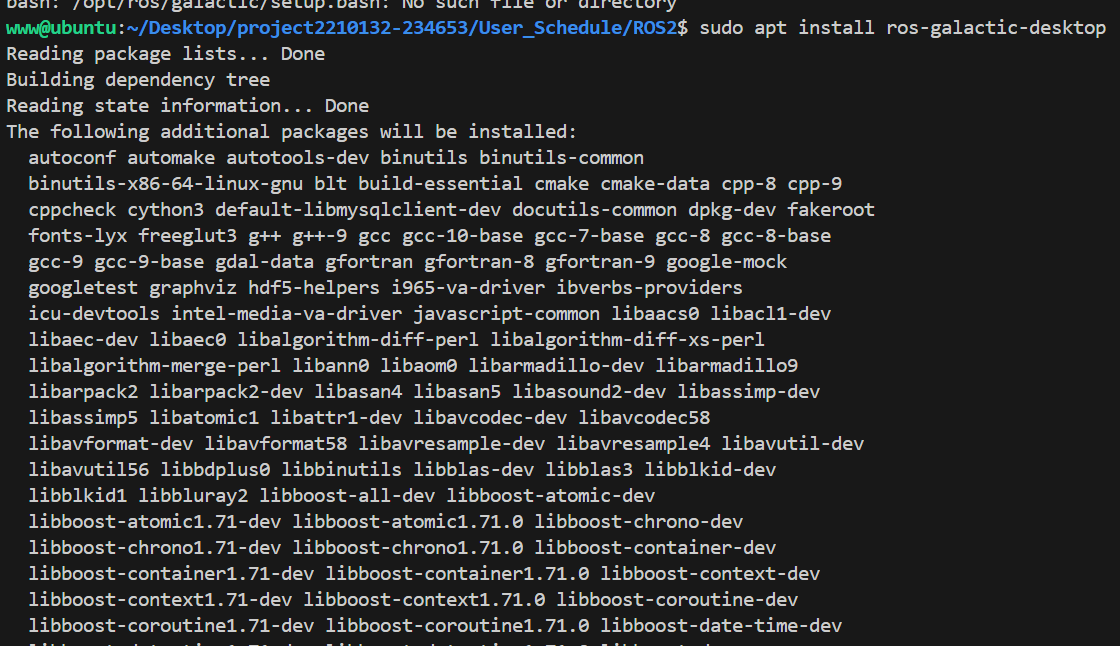 bash: /opt/ros/galactic/setup.bash: No such file or directory
www@ubuntu:~/Desktop/project2210132-234653/User_Schedule/ROS2$ sudo apt install ros-galactic-desktop
Reading package lists... Done
Building dependency tree
Reading state information... Done
The following additional packages will be installed:
  autoconf automake autotools-dev binutils binutils-common
  binutils-x86-64-linux-gnu blt build-essential cmake cmake-data cpp-8 cpp-9
  cppcheck cython3 default-libmysqlclient-dev docutils-common dpkg-dev fakeroot
  fonts-lyx freeglut3 g++ g++-9 gcc gcc-10-base gcc-7-base gcc-8 gcc-8-base
  gcc-9 gcc-9-base gdal-data gfortran gfortran-8 gfortran-9 google-mock
  googletest graphviz hdf5-helpers i965-va-driver ibverbs-providers
  icu-devtools intel-media-va-driver javascript-common libaacs0 libacl1-dev
  libaec-dev libaec0 libalgorithm-diff-perl libalgorithm-diff-xs-perl
  libalgorithm-merge-perl libann0 libaom0 libarmadillo-dev libarmadillo9
  libarpack2 libarpack2-dev libasan4 libasan5 libasound2-dev libassimp-dev
  libassimp5 libatomic1 libattr1-dev libavcodec-dev libavcodec58
  libavformat-dev libavformat58 libavresample-dev libavresample4 libavutil-dev
  libavutil56 libbdplus0 libbinutils libblas-dev libblas3 libblkid-dev
  libblkid1 libbluray2 libboost-all-dev libboost-atomic-dev
  libboost-atomic1.71-dev libboost-atomic1.71.0 libboost-chrono-dev
  libboost-chrono1.71-dev libboost-chrono1.71.0 libboost-container-dev
  libboost-container1.71-dev libboost-container1.71.0 libboost-context-dev
  libboost-context1.71-dev libboost-context1.71.0 libboost-coroutine-dev
  libboost-coroutine1.71-dev libboost-coroutine1.71.0 libboost-date-time-dev